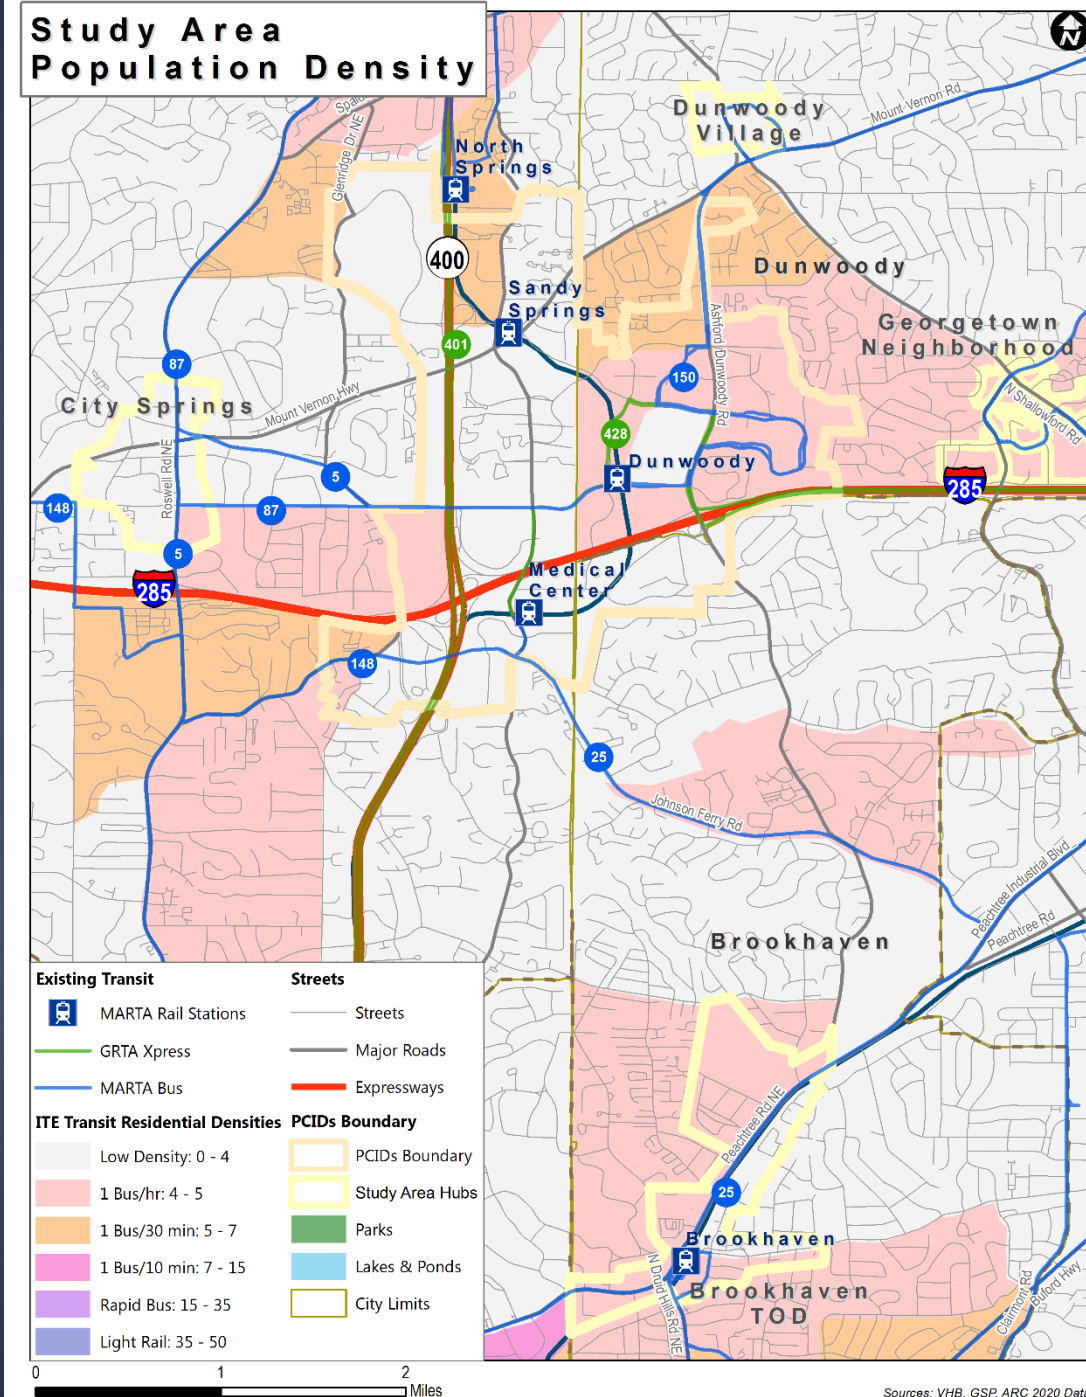 Study Area
Population Density
N
Spald
Glenridge Dr NE
North
Springs
400
Sandy
Springs
401
Dunwoody
Village
Mount Vernon Rd
Dunwoody
Georgetown
Neighborhood
Ashford Dunwoody Rd
N Shallowford Rd
87
City Springs
Mount Vernon Hwy
150
428
Dunwoody
Roswell Rd NE
5
148
87
285
5
285
Medical
Center
148
25
Johnson Ferry Rd
Peachtree Industrial Blvd
Peachtree Rd
Brookhaven
Peachtree Rd NE
25
Brookhaven
N Druid Hills Rd NE
Brookhaven
TOD
Clairmont Rd
Buford Hwy
Existing Transit
MARTA Rail Stations
GRTA Xpress
MARTA Bus
ITE Transit Residential Densities
Low Density: 0 - 4
1 Bus/hr: 4 - 5
1 Bus/30 min: 5 - 7
1 Bus/10 min: 7 - 15
Rapid Bus: 15 - 35
Light Rail: 35 - 50
Streets
Streets
Major Roads
Expressways
PCIDs Boundary
PCIDs Boundary
Study Area Hubs
Parks
Lakes & Ponds
City Limits
0 1 2
Miles
Sources: VHB, GSP, ARC 2020 Data